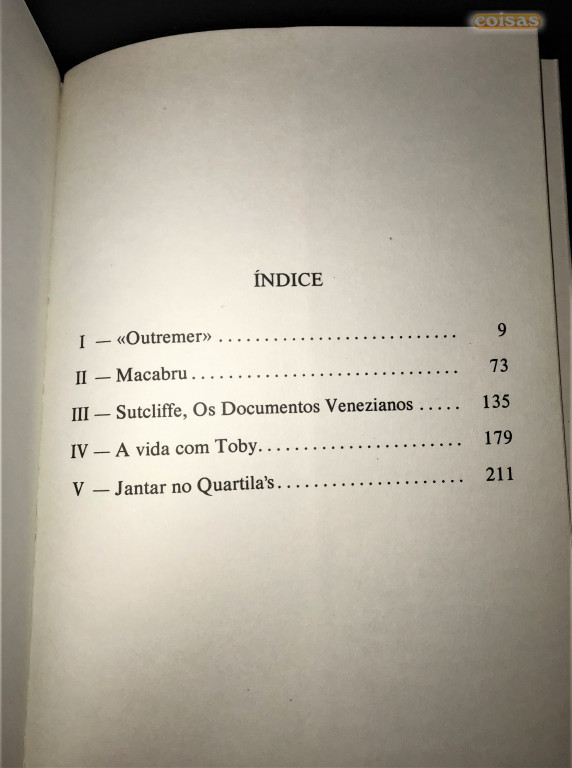 coisas
ÍNDICE
I — «Outremer» ........................... 9
II — Macabru .............................. 73
III — Sutcliffe, Os Documentos Venezianos ..... 135
IV — A vida com Toby....................... 179
V — Jantar no Quartila's..................... 211